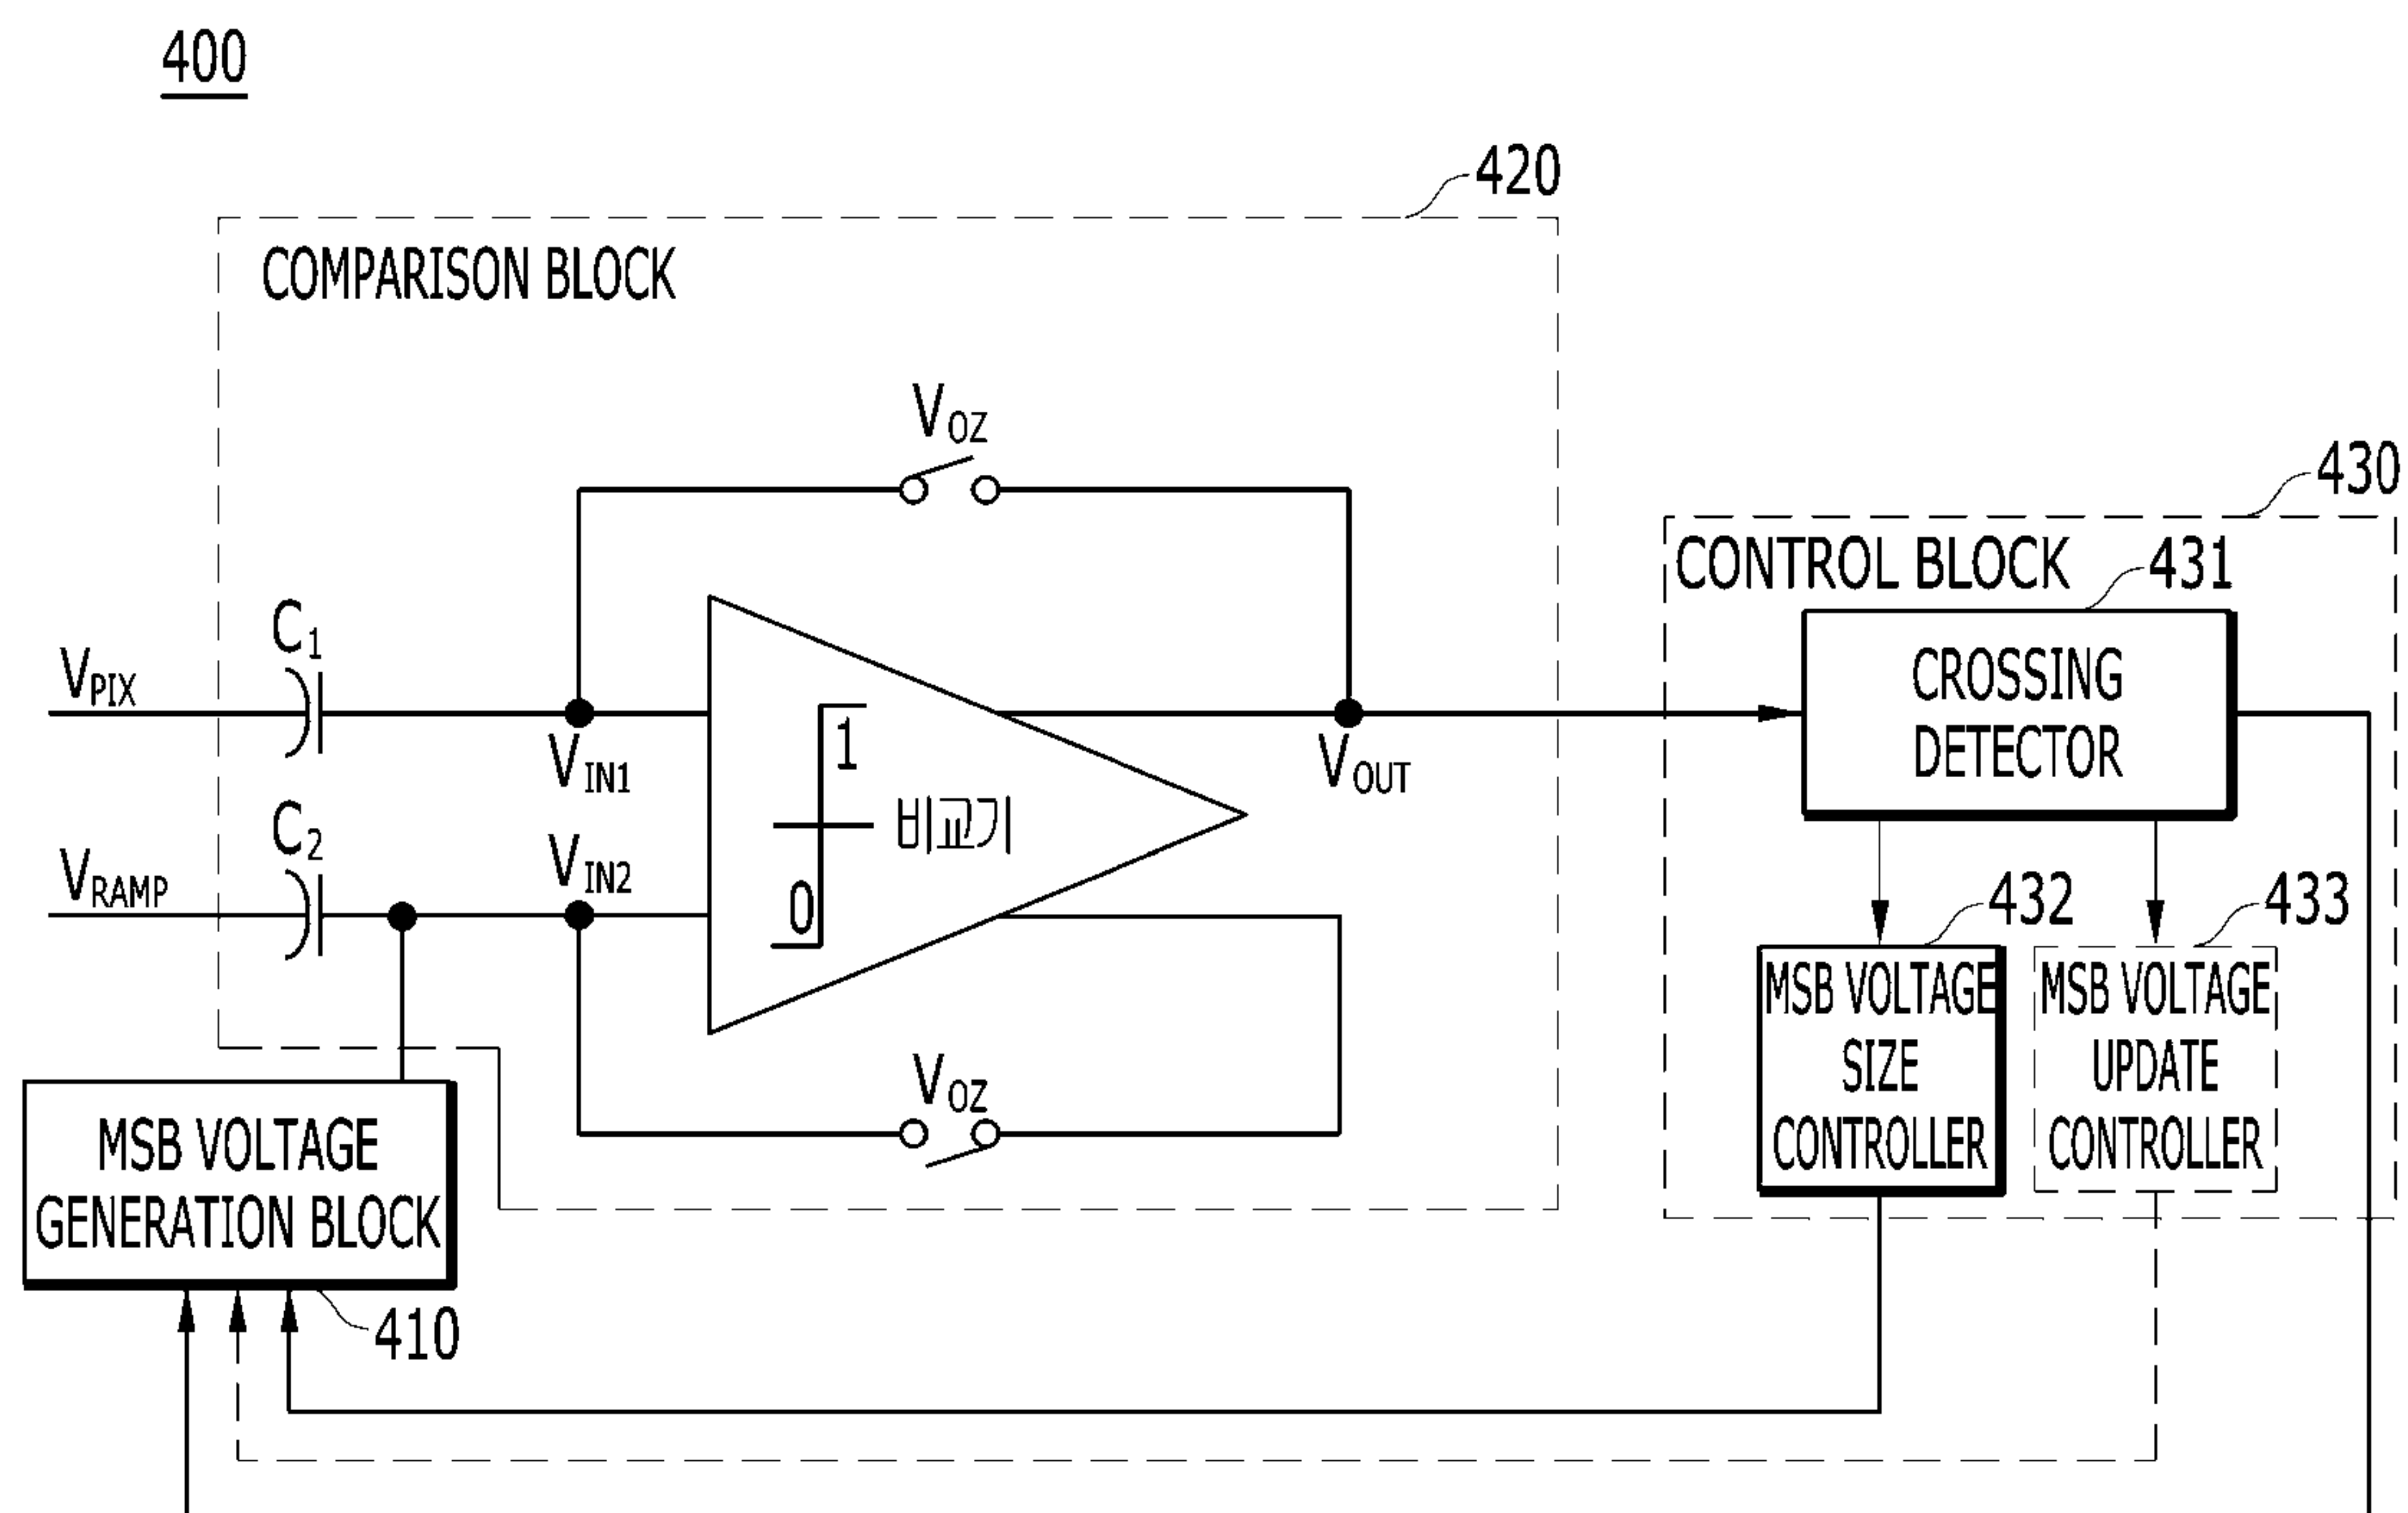 400
420
COMPARISON BLOCK
VOZ
430
CONTROL BLOCK
431
C1
VPIX
CROSSING
DETECTOR
VIN1
1
VOUT
비교기
C2
VRAMP
VIN2
0
432
433
MSB VOLTAGE
SIZE
CONTROLLER
MSB VOLTAGE
UPDATE
CONTROLLER
VOZ
MSB VOLTAGE
GENERATION BLOCK
410